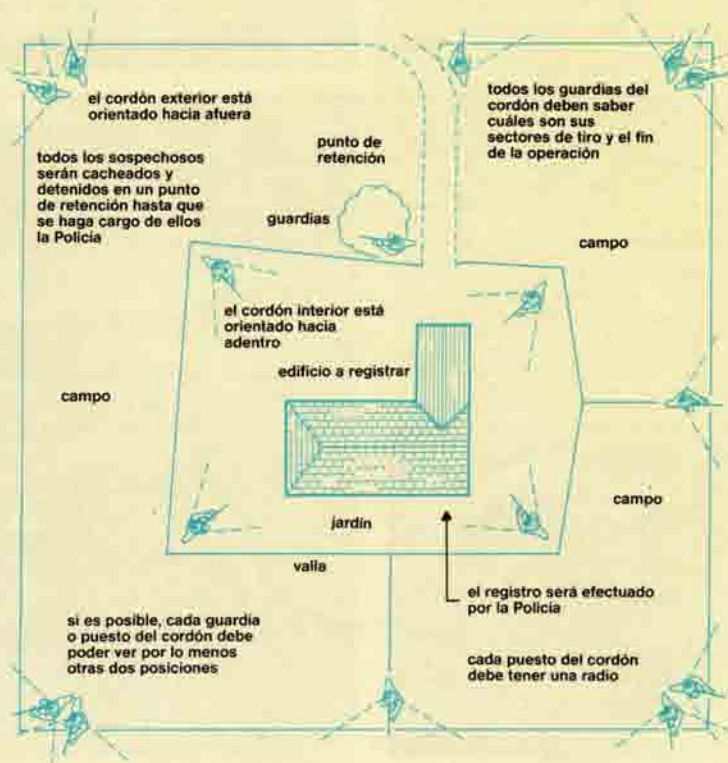 el cordón exterior está
orientado hacia afuera
todos los guardias del
cordón deben saber
cuáles son sus
sectores de tiro y el fin
de la operación
punto de
retención
todos los sospechosos
serán cacheados y
detenidos en un punto
de retención hasta que
se haga cargo de ellos
la Policía
guardias
campo
el cordón interior está
orientado hacia
adentro
edificio a registrar
campo
campo
jardín
valla
el registro será efectuado
por la Policía
si es posible, cada guardia
o puesto del cordón debe
poder ver por lo menos
otras dos posiciones
cada puesto del cordón
debe tener una radio